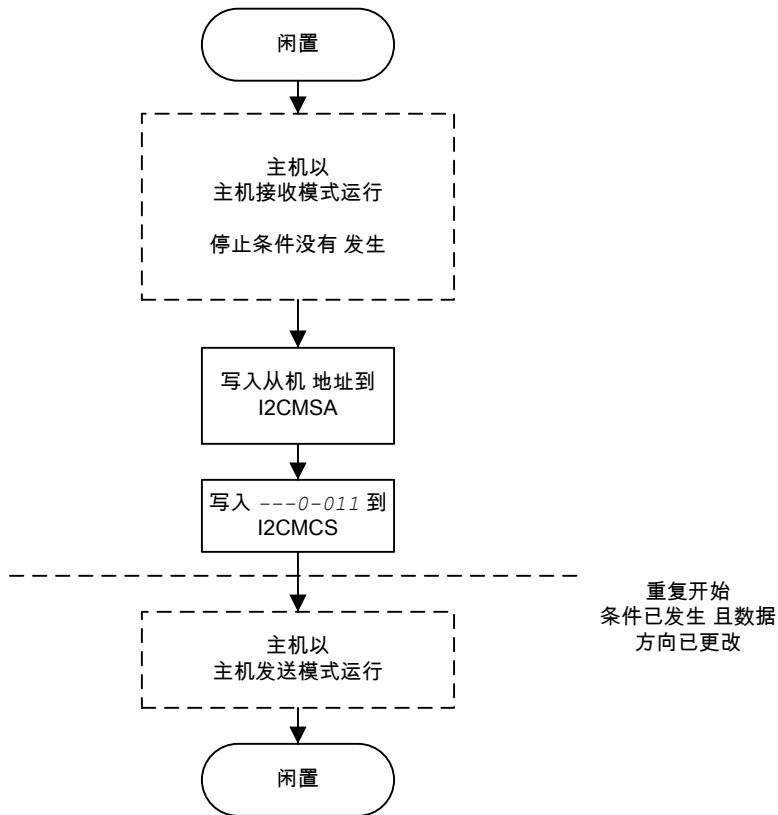 闲置
主机以
主机接收模式运行
停止条件没有 发生
写入从机 地址到
I2CMSA
写入 ---0-011 到
I2CMCS
重复开始
条件已发生 且数据
方向已更改
主机以
主机发送模式运行
闲置